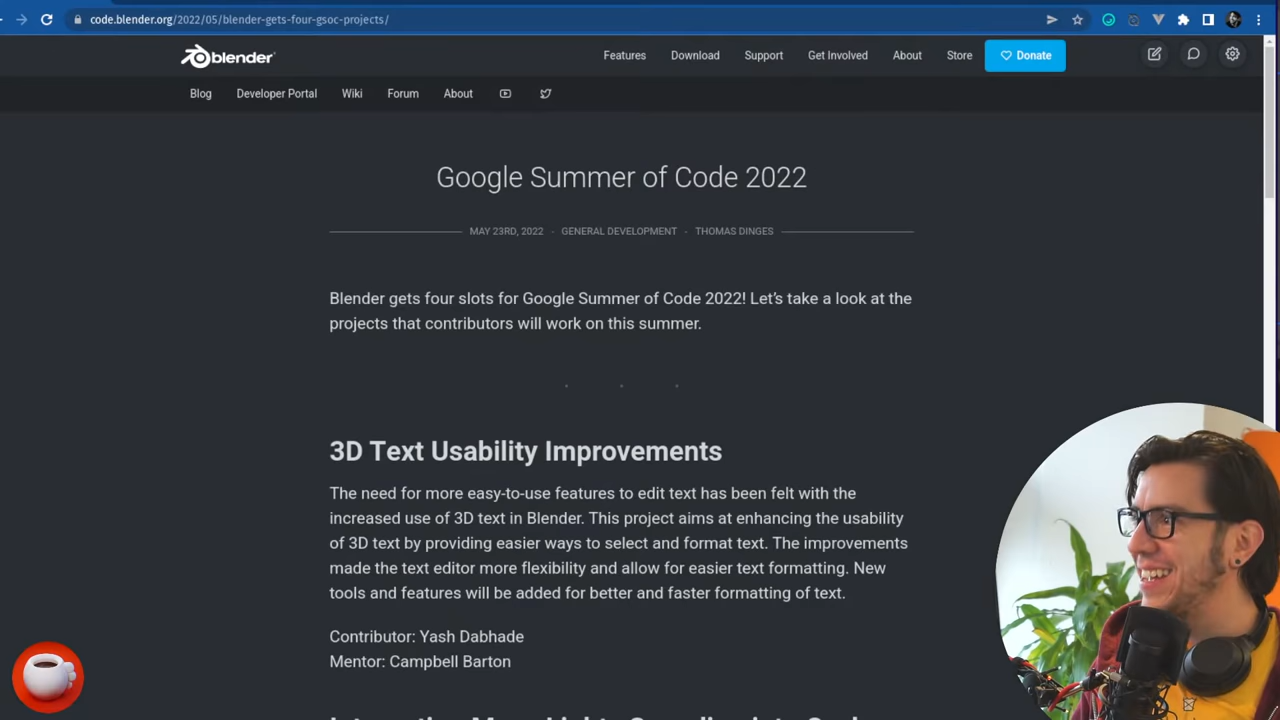 code.blender.org/2022/05/blender-gets-four-gsoc-projects/
blender
Features Download Support Get Involved About Store Donate
Blog Developer Portal Wiki Forum About
Google Summer of Code 2022
MAY 23RD, 2022 · GENERAL DEVELOPMENT · THOMAS DINGES
Blender gets four slots for Google Summer of Code 2022! Let’s take a look at the
projects that contributors will work on this summer.
3D Text Usability Improvements
The need for more easy-to-use features to edit text has been felt with the
increased use of 3D text in Blender. This project aims at enhancing the usability
of 3D text by providing easier ways to select and format text. The improvements
made the text editor more flexibility and allow for easier text formatting. New
tools and features will be added for better and faster formatting of text.
Contributor: Yash Dabhade
Mentor: Campbell Barton